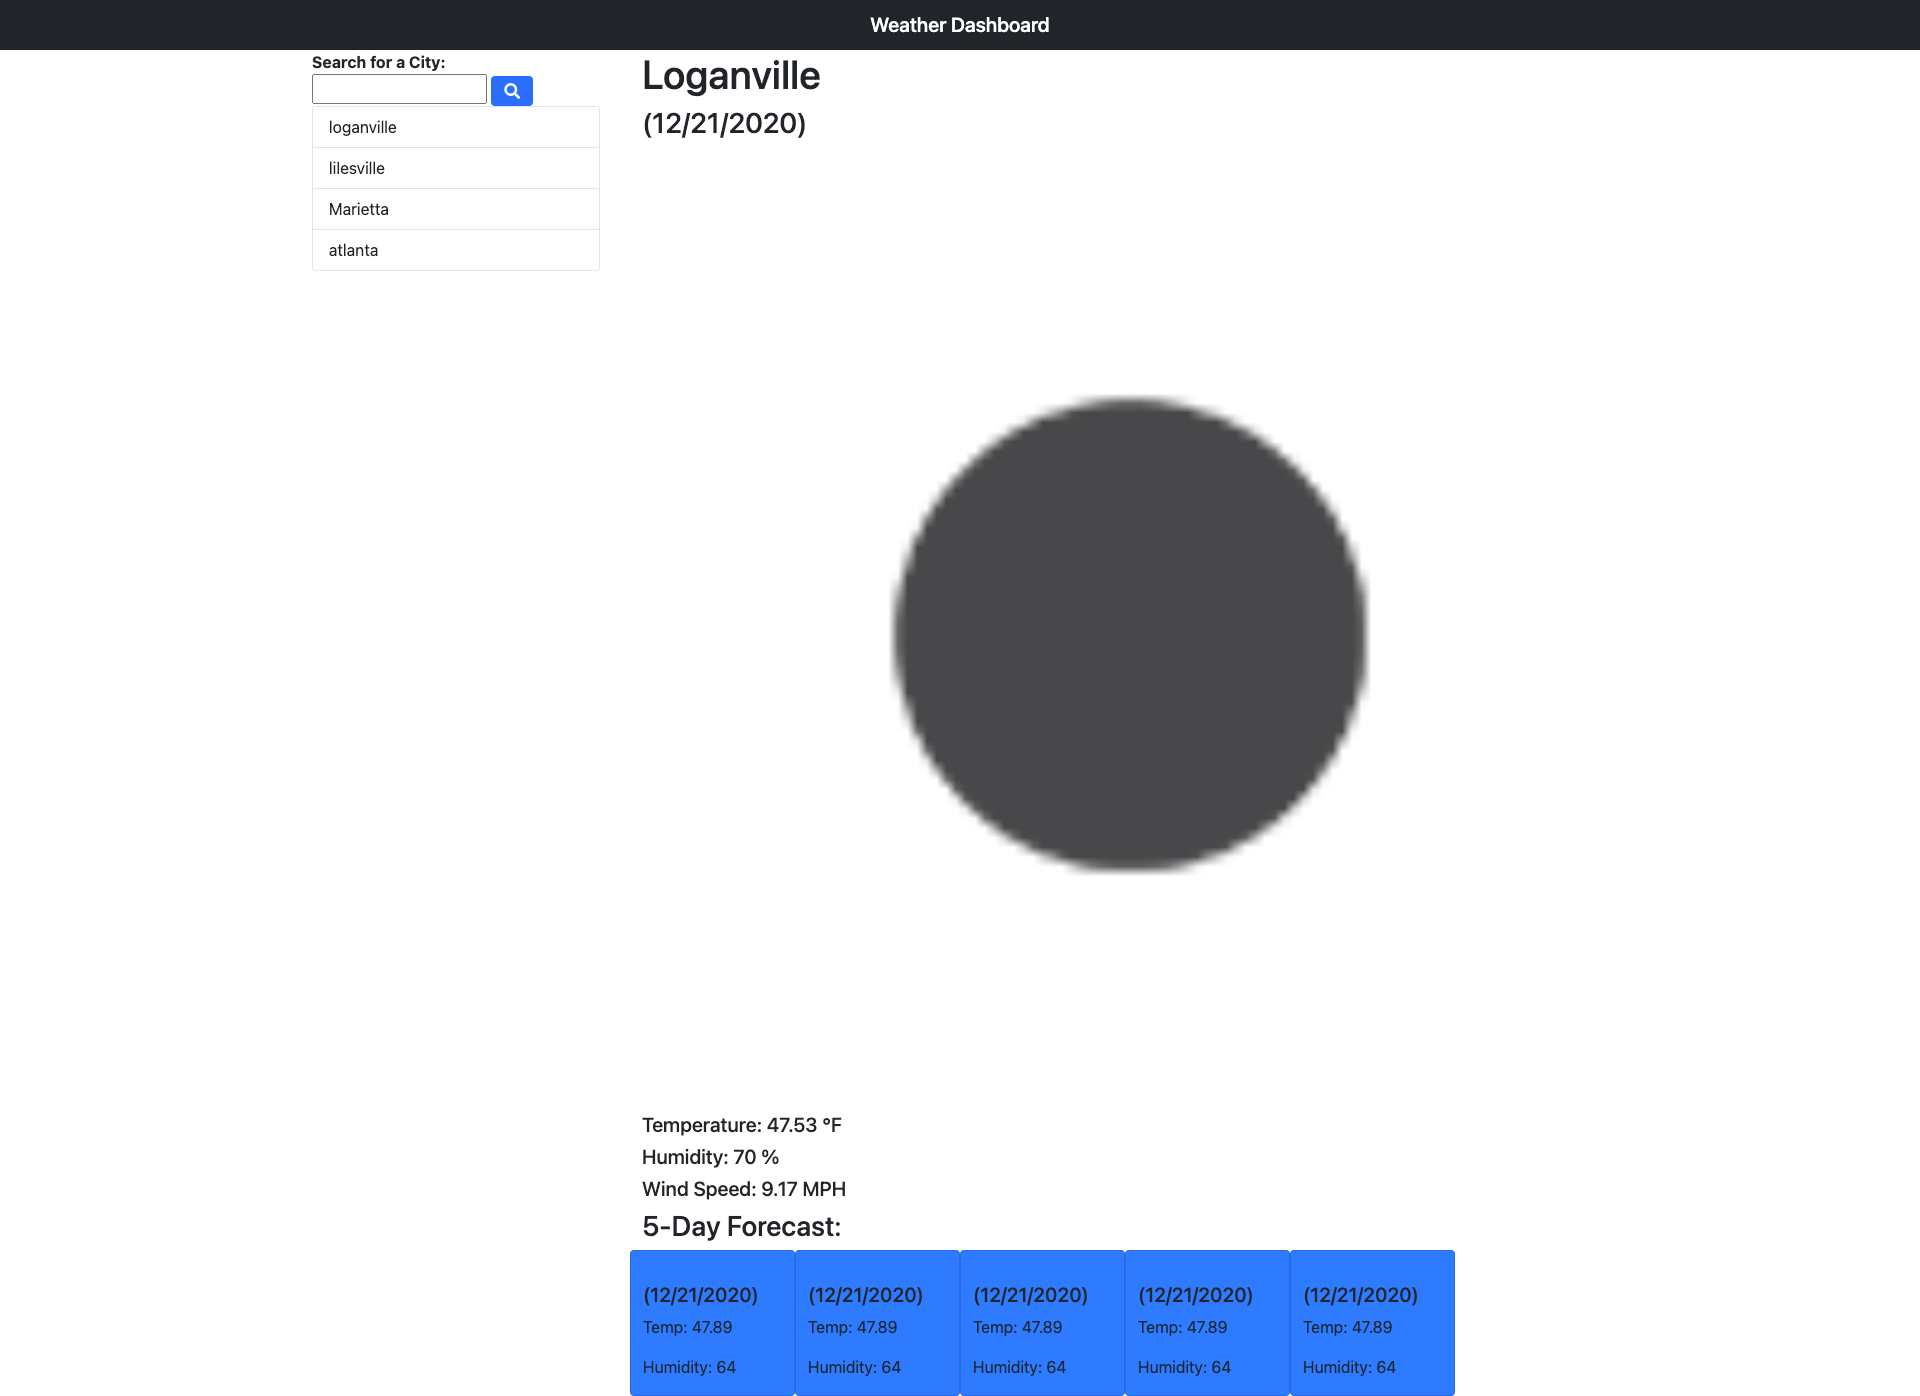 Weather Dashboard
Search for a City:
loganville
lilesville
Marietta
atlanta
Loganville
(12/21/2020)
Temperature: 47.53 °F
Humidity: 70 %
Wind Speed: 9.17 MPH
5-Day Forecast:
(12/21/2020) (12/21/2020) (12/21/2020) (12/21/2020) (12/21/2020)
Temp: 47.89 Temp: 47.89 Temp: 47.89 Temp: 47.89 Temp: 47.89
Humidity: 64 Humidity: 64 Humidity: 64 Humidity: 64 Humidity: 64